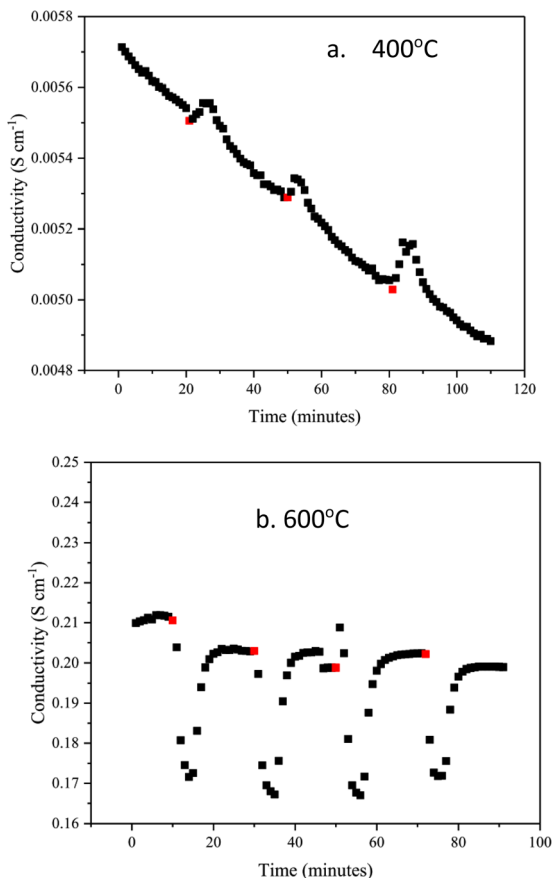 a. 400°C
0.0058
0.0056
0.0054
0.0052
0.0050
0.0048
Conductivity (S cm⁻¹)
0 20 40 60 80 100 120
Time (minutes)
b. 600°C
0.25
0.24
0.23
0.22
0.21
0.20
0.19
0.18
0.17
0.16
Conductivity (S cm⁻¹)
0 20 40 60 80 100
Time (minutes)